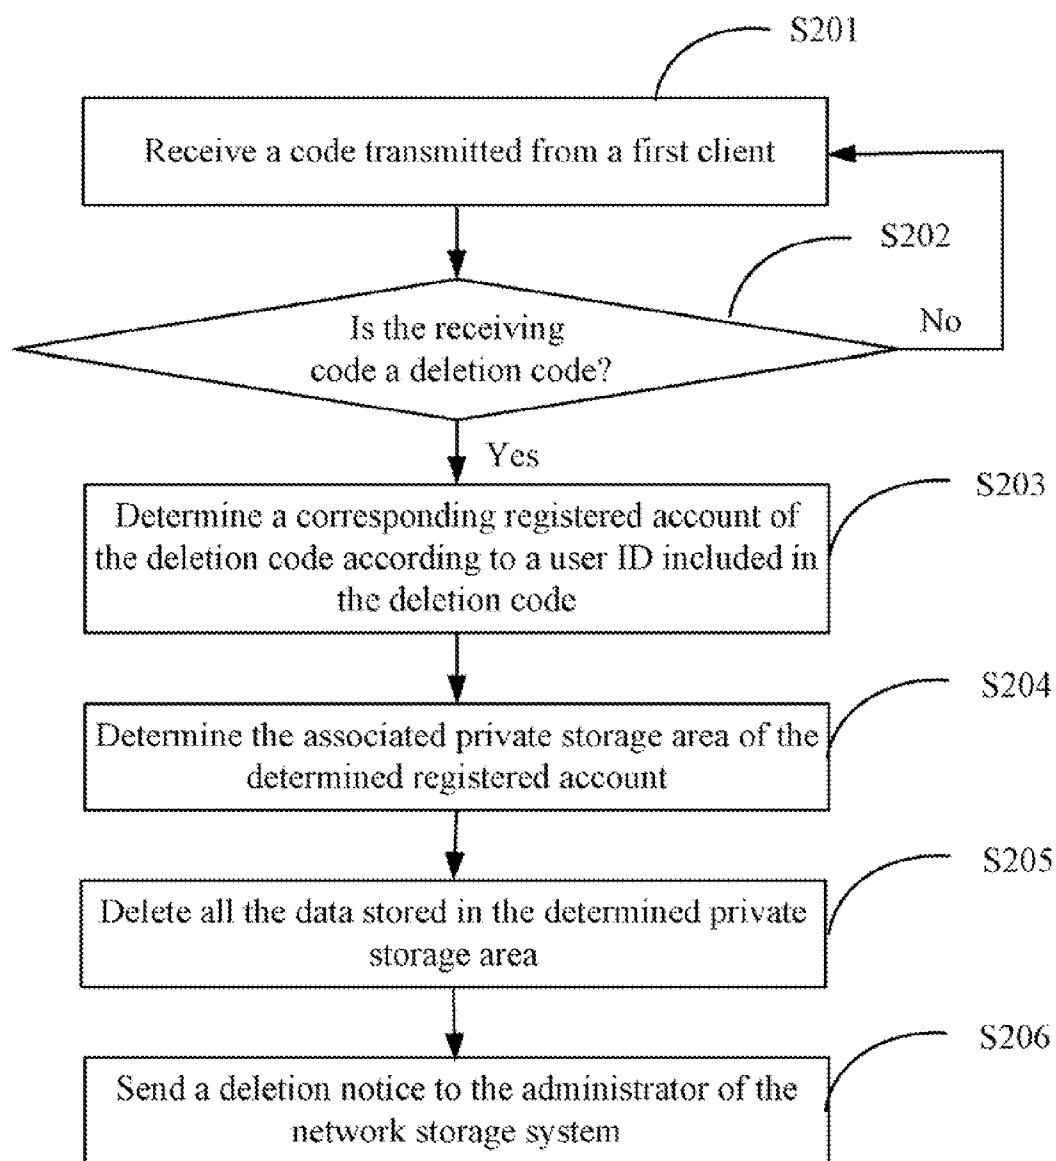 S201
Receive a code transmitted from a first client
S202
Is the receiving
code a deletion code?
No
Yes
S203
Determine a corresponding registered account of
the deletion code according to a user ID included in
the deletion code
S204
Determine the associated private storage area of the
determined registered account
S205
Delete all the data stored in the determined private
storage area
S206
Send a deletion notice to the administrator of the
network storage system